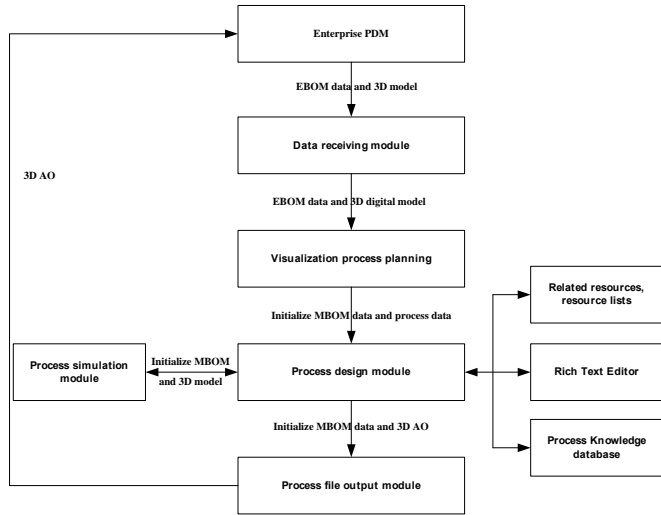 Enterprise PDM
EBOM data and 3D model
Data receiving module
3D AO
EBOM data and 3D digital model
Visualization process planning
Related resources,
resource lists
Initialize MBOM data and process data
Process simulation
module
Initialize MBOM
and 3D model
Process design module
Rich Text Editor
Initialize MBOM data and 3D AO
Process Knowledge
database
Process file output module